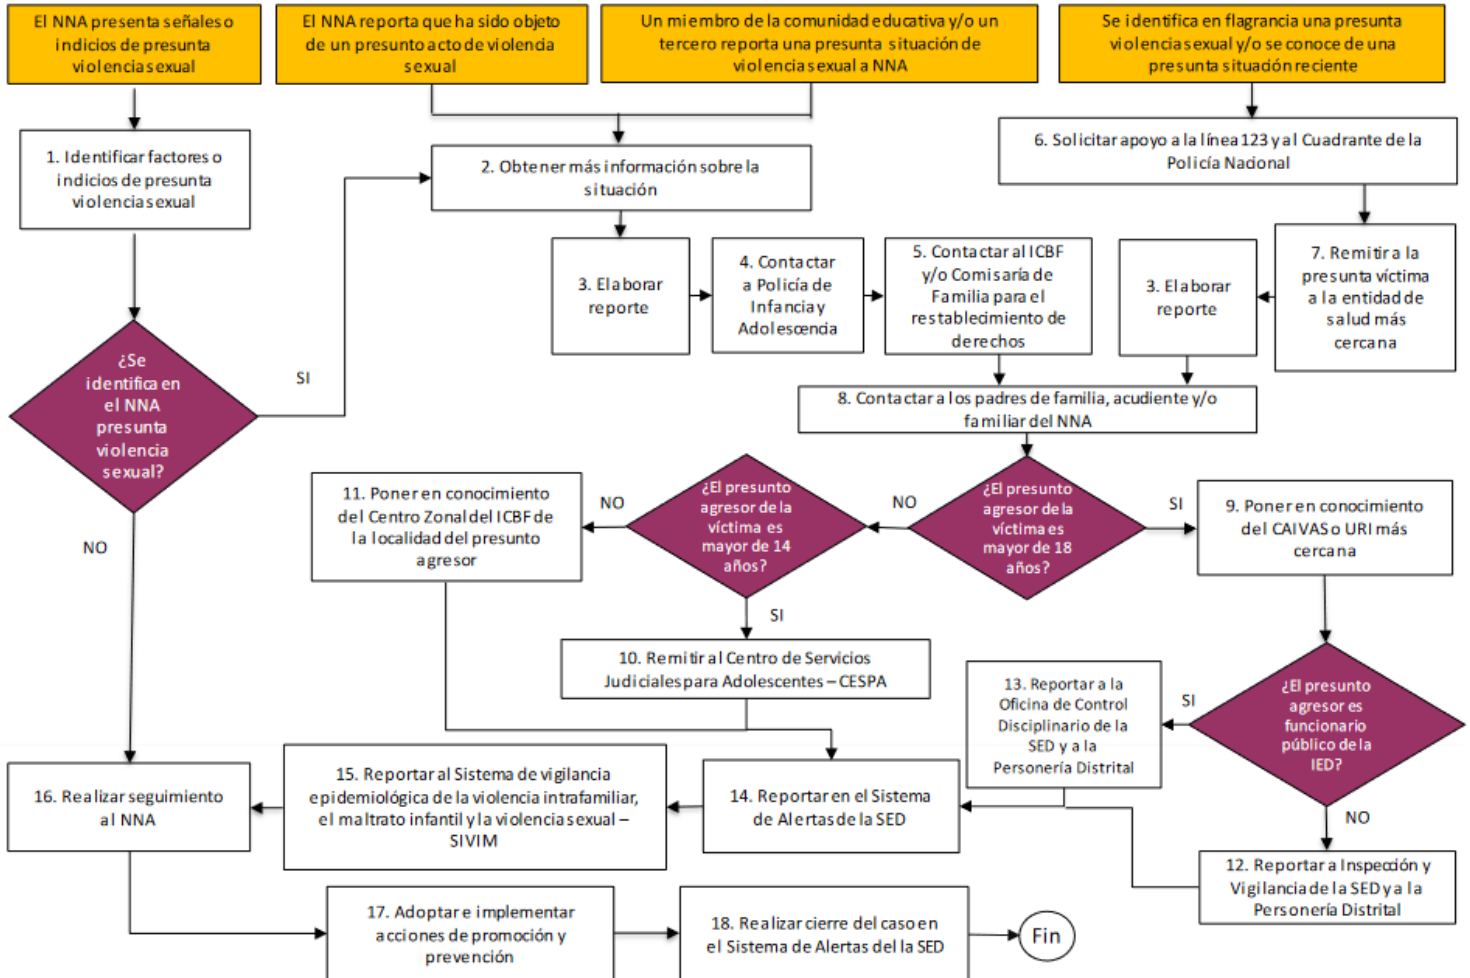 El NNA presenta señales o
indicios de presunta
violencia sexual
El NNA reporta que ha sido objeto
de un presunto acto de violencia
sexual
Un miembro de la comunidad educativa y/o un
tercero reporta una presunta situación de
violencia sexual a NNA
Se identifica en flagrancia una presunta
violencia sexual y/o se conoce de una
presunta situación reciente
1. Identificar factores o
indicios de presunta
violencia sexual
2. Obtener más información sobre la
situación
6. Solicitar apoyo a la línea 123 y al Cuadrante de la
Policía Nacional
3. Elaborar
reporte
4. Contactar
a Policía de
Infancia y
Adolescencia
5. Contactar al ICBF
y/o Comisaría de
Familia para el
restablecimiento de
derechos
3. Elaborar
reporte
7. Remitir a la
presunta víctima
a la entidad de
salud más
cercana
¿Se
identifica en
el NNA
presunta
violencia
sexual?
SI
NO
8. Contactar a los padres de familia, acudiente y/o
familiar del NNA
11. Poner en conocimiento
del Centro Zonal del ICBF de
la localidad del presunto
agresor
NO
¿El presunto
agresor de la
víctima es
mayor de 14
años?
NO
¿El presunto
agresor de la
víctima es
mayor de 18
años?
SI
9. Poner en conocimiento
del CAIVAS o URI más
cercana
SI
10. Remitir al Centro de Servicios
Judiciales para Adolescentes – CESPA
13. Reportar a la
Oficina de Control
Disciplinario de la
SED y a la
Personería Distrital
SI
¿El presunto
agresor es
funcionario
público de la
IED?
NO
16. Realizar seguimiento
al NNA
15. Reportar al Sistema de vigilancia
epidemiológica de la violencia intrafamiliar,
el maltrato infantil y la violencia sexual –
SIVIM
14. Reportar en el Sistema
de Alertas de la SED
12. Reportar a Inspección y
Vigilancia de la SED y a la
Personería Distrital
17. Adoptar e implementar
acciones de promoción y
prevención
18. Realizar cierre del caso en
el Sistema de Alertas del la SED
Fin